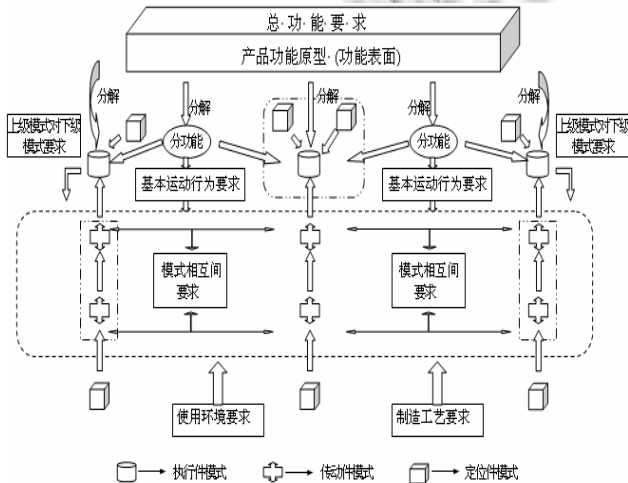 总·功·能·要·求
产品功能原型·(功能表面)
分解
分解
分解
分解
分解
上级模式对下级
模式要求
分功能
分功能
上级模式对下级
模式要求
基本运动行为要求
基本运动行为要求
模式相互间
要求
模式相互间
要求
使用环境要求
制造工艺要求
执行件模式
传动件模式
定位件模式